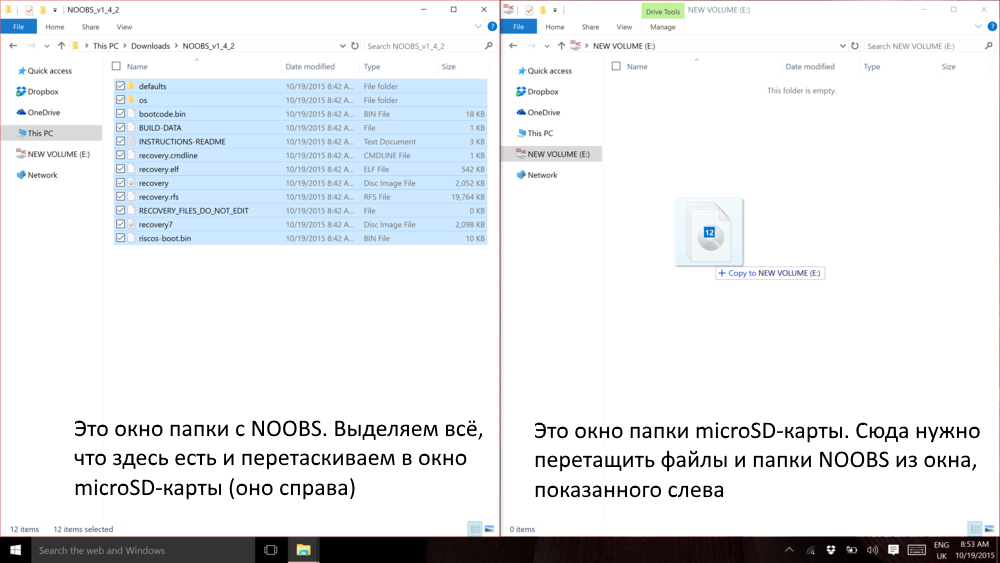 NOOBS_v1_4_2
File Home Share View
This PC Downloads NOOBS_v1_4_2
Search NOOBS_v1_4_2
Name Date modified Type Size
Quick access
Dropbox
OneDrive
This PC
NEW VOLUME (E:)
Network
defaults 10/19/2015 8:42 A... File folder
os 10/19/2015 8:42 A... File folder
bootcode.bin 10/19/2015 8:42 A... BIN File 18 KB
BUILD-DATA 10/19/2015 8:42 A... File 1 KB
INSTRUCTIONS-README 10/19/2015 8:42 A... Text Document 3 KB
recovery.cmdline 10/19/2015 8:42 A... CMDLINE File 1 KB
recovery.elf 10/19/2015 8:42 A... ELF File 542 KB
recovery 10/19/2015 8:42 A... Disc Image File 2,052 KB
recovery.rfs 10/19/2015 8:42 A... RFS File 19,764 KB
RECOVERY_FILES_DO_NOT_EDIT 10/19/2015 8:42 A... File 0 KB
recovery7 10/19/2015 8:42 A... Disc Image File 2,098 KB
riscos-boot.bin 10/19/2015 8:42 A... BIN File 10 KB
Это окно папки с NOOBS. Выделяем всё,
что здесь есть и перетаскиваем в окно
microSD-карты (оно справа)
12 items 12 items selected
Drive Tools NEW VOLUME (E:)
File Home Share View Manage
NEW VOLUME (E:)
Search NEW VOLUME (E:)
Name Date modified Type Size
Quick access
Dropbox
OneDrive
This PC
NEW VOLUME (E:)
Network
This folder is empty.
12
+ Copy to NEW VOLUME (E:)
Это окно папки microSD-карты. Сюда нужно
перетащить файлы и папки NOOBS из окна,
показанного слева
0 items
Search the web and Windows
ENG
UK
8:53 AM
10/19/2015